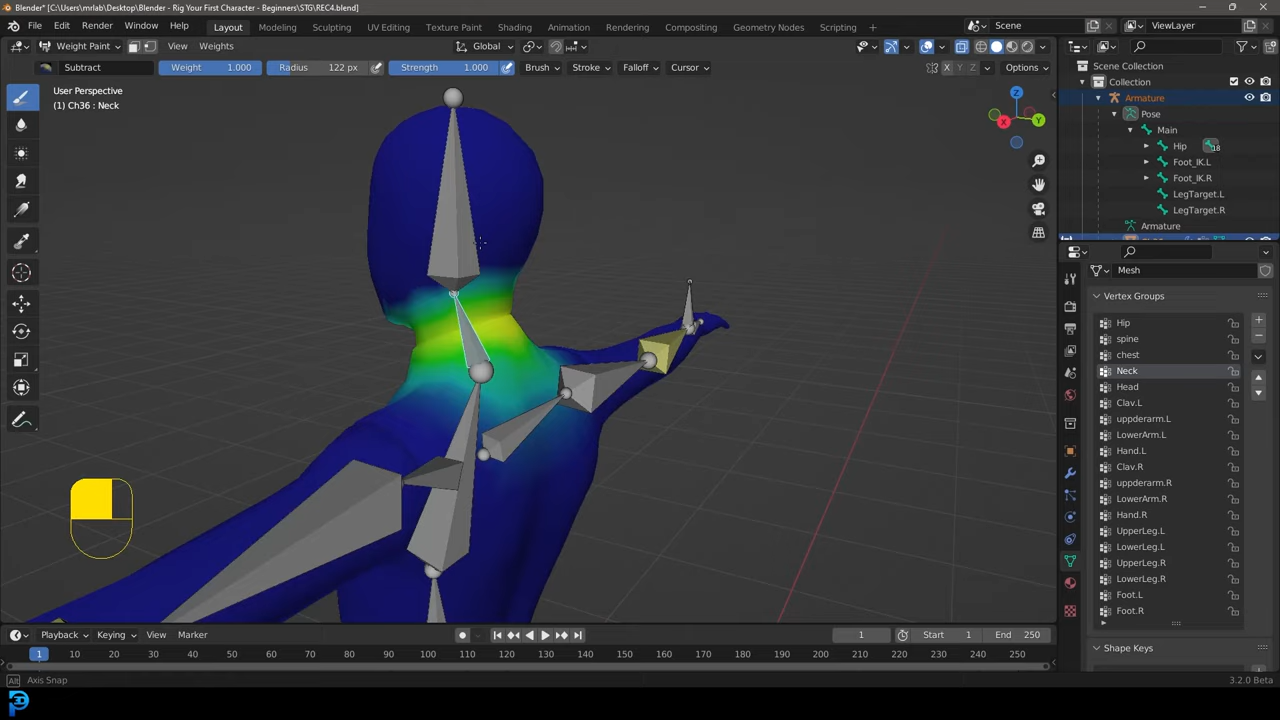 Blender* [C:\Users\mrlab\Desktop\Blender - Rig Your First Character - Beginners\STG\REC4.blend]
File Edit Render Window Help Layout Modeling Sculpting UV Editing Texture Paint Shading Animation Rendering Compositing Geometry Nodes Scripting Scene ViewLayer
Weight Paint View Weights Global
Subtract Weight 1.000 Radius 122 px Strength 1.000 Brush Stroke Falloff Cursor X Y Z Options
User Perspective
(1) Ch36 : Neck
Z
X
Y
Scene Collection
Collection
Armature
Pose
Main
Hip 18
Foot_IK.L
Foot_IK.R
LegTarget.L
LegTarget.R
Armature
Mesh
Vertex Groups
Hip
spine
chest
Neck
Head
Clav.L
uppderarm.L
LowerArm.L
Hand.L
Clav.R
uppderarm.R
LowerArm.R
Hand.R
UpperLeg.L
LowerLeg.L
UpperLeg.R
LowerLeg.R
Foot.L
Foot.R
Shape Keys
Playback Keying View Marker 1 Start 1 End 250
1 10 20 30 40 50 60 70 80 90 100 110 120 130 140 150 160 170 180 190 200 210 220 230 240 250
Alt Axis Snap 3.2.0 Beta